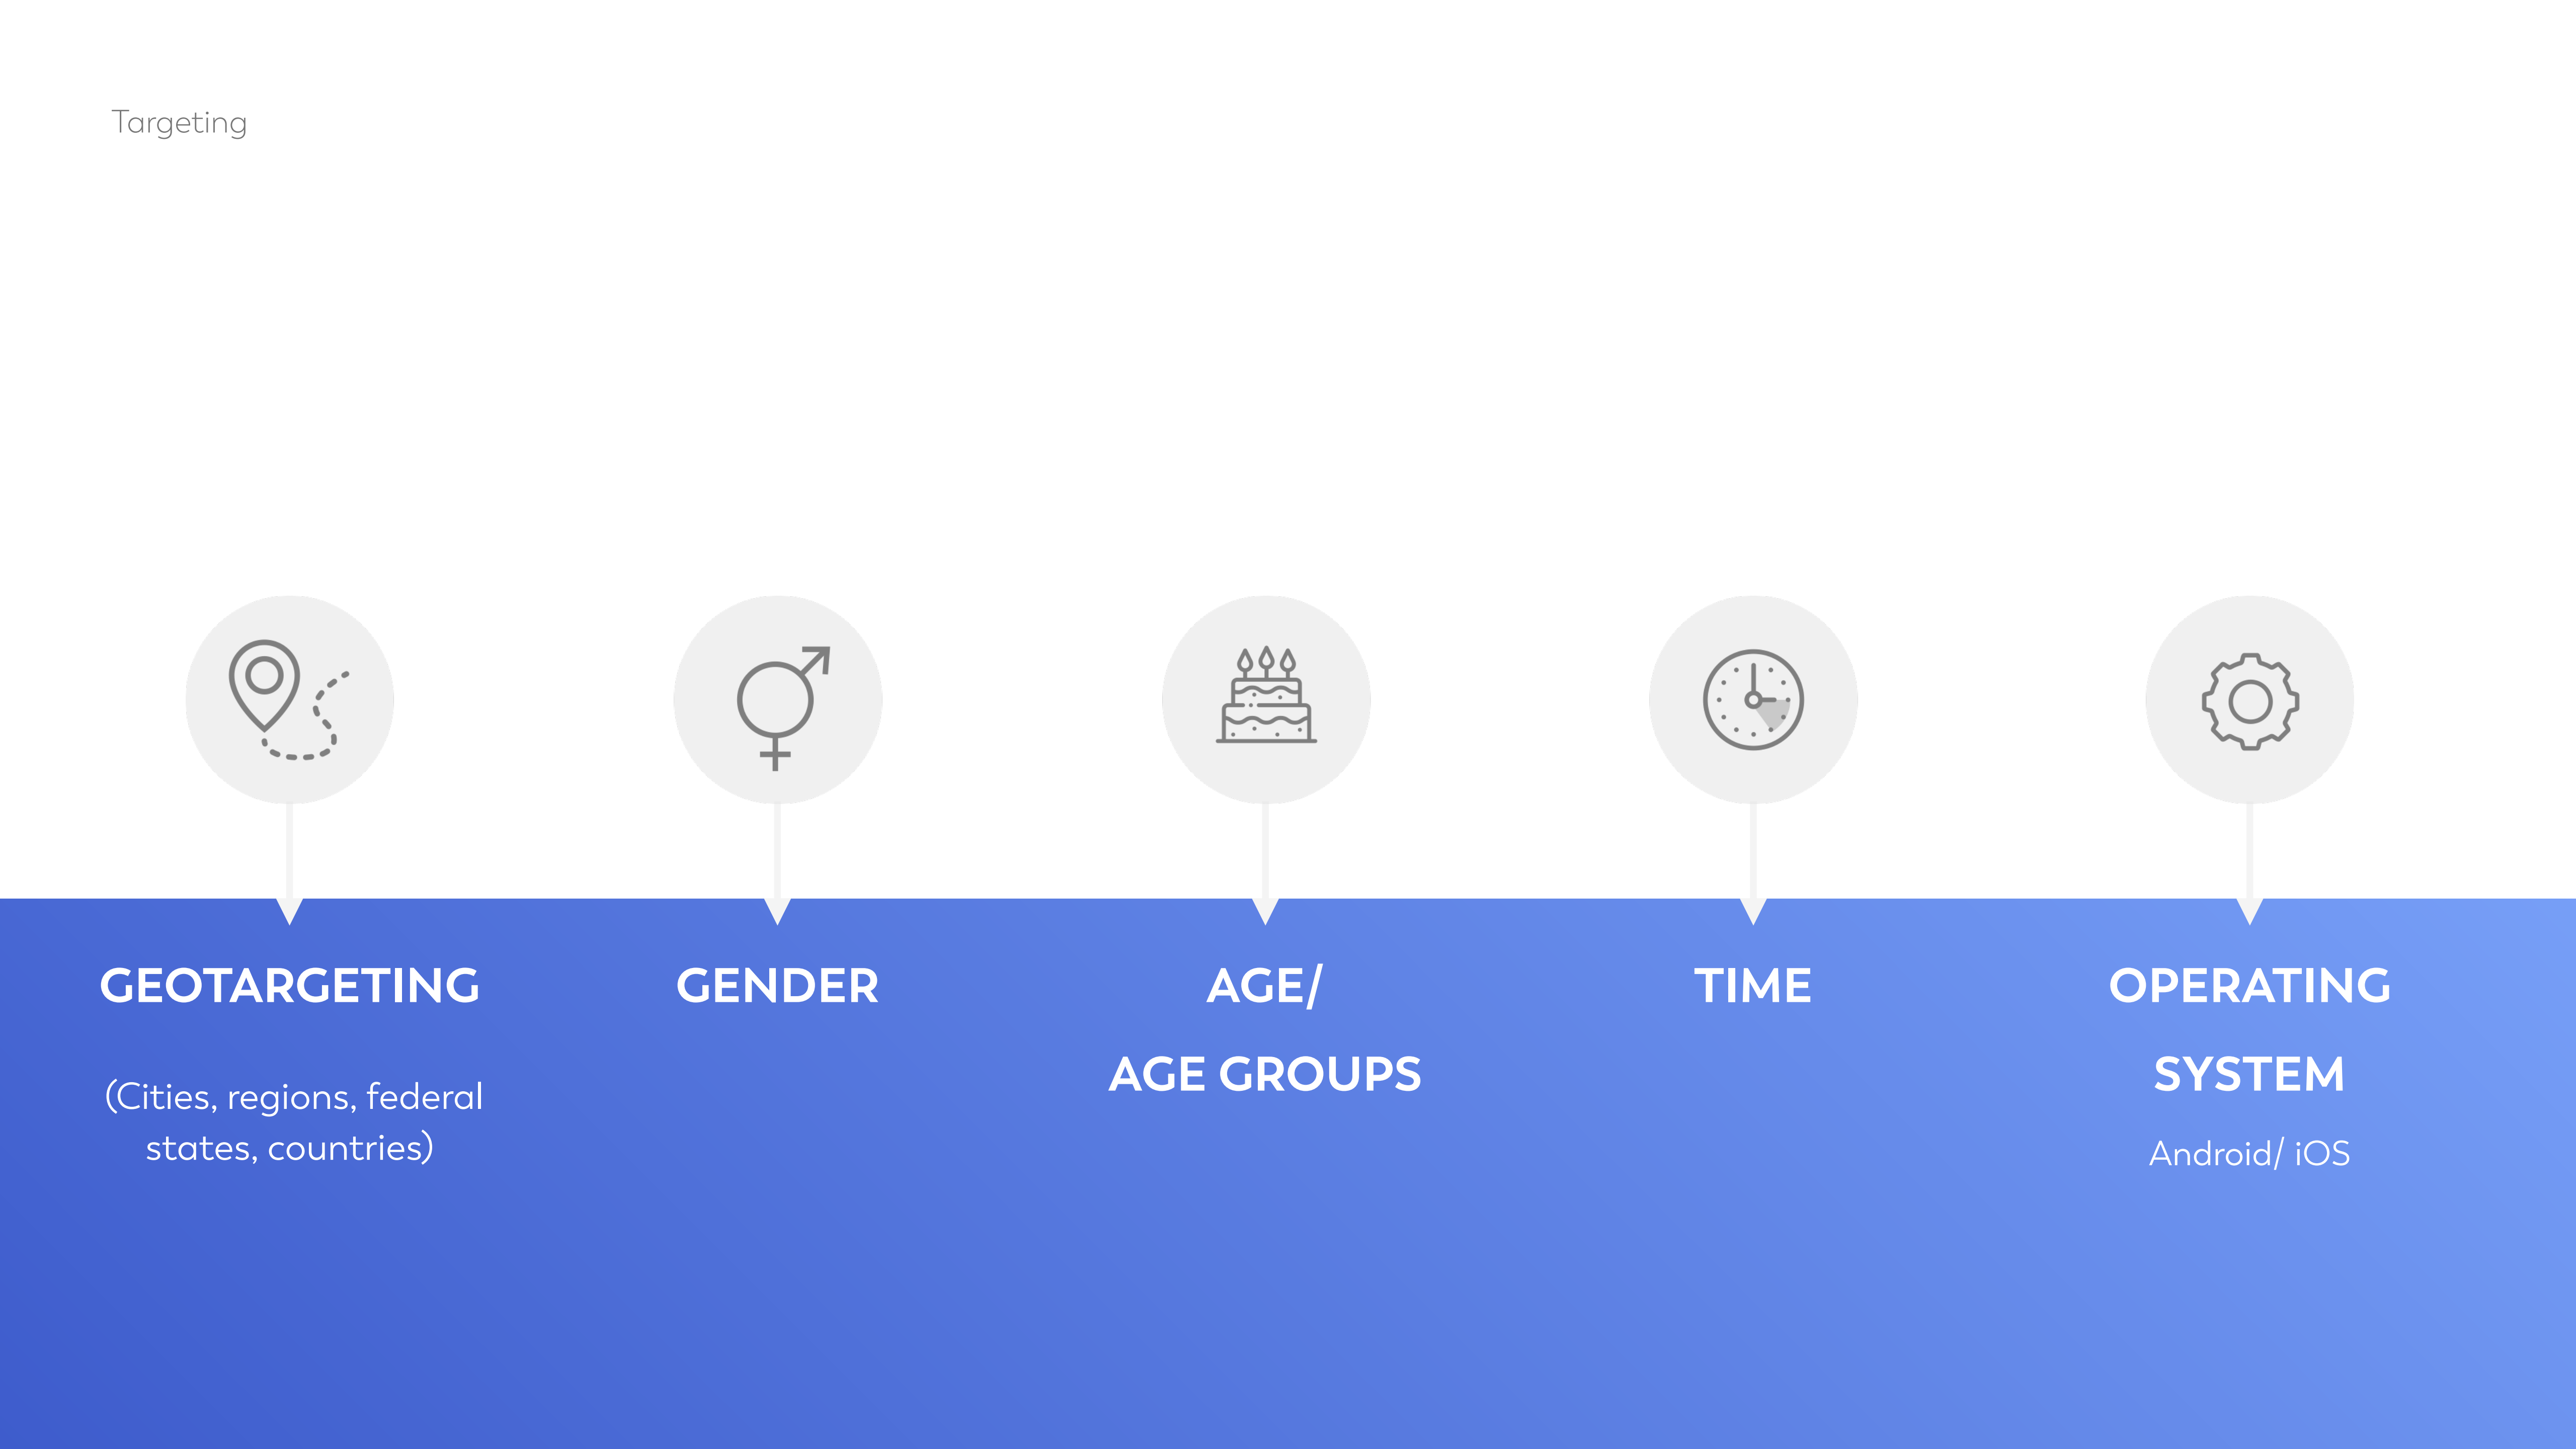 Targeting
GEOTARGETING
(Cities, regions, federal
states, countries)
GENDER
AGE/
AGE GROUPS
TIME
OPERATING
SYSTEM
Android/ iOS